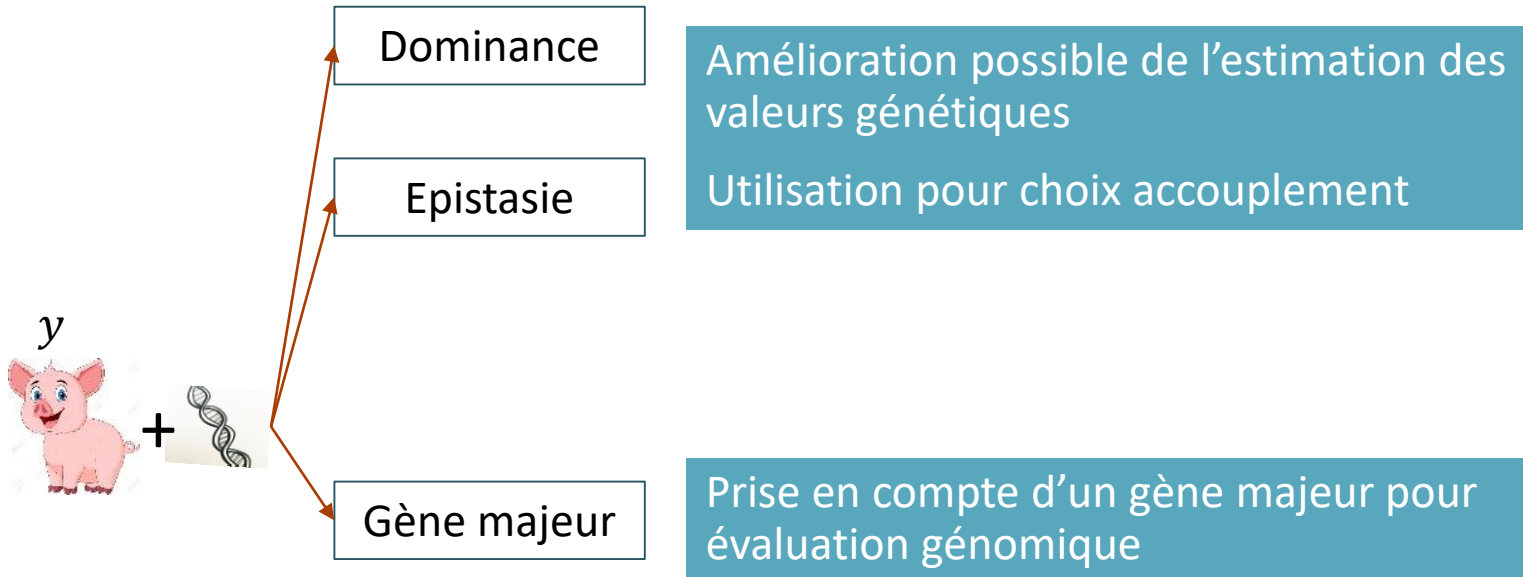 Dominance
Amélioration possible de l’estimation des
valeurs génétiques
Epistasie
Utilisation pour choix accouplement
y
+
Gène majeur
Prise en compte d’un gène majeur pour
évaluation génomique